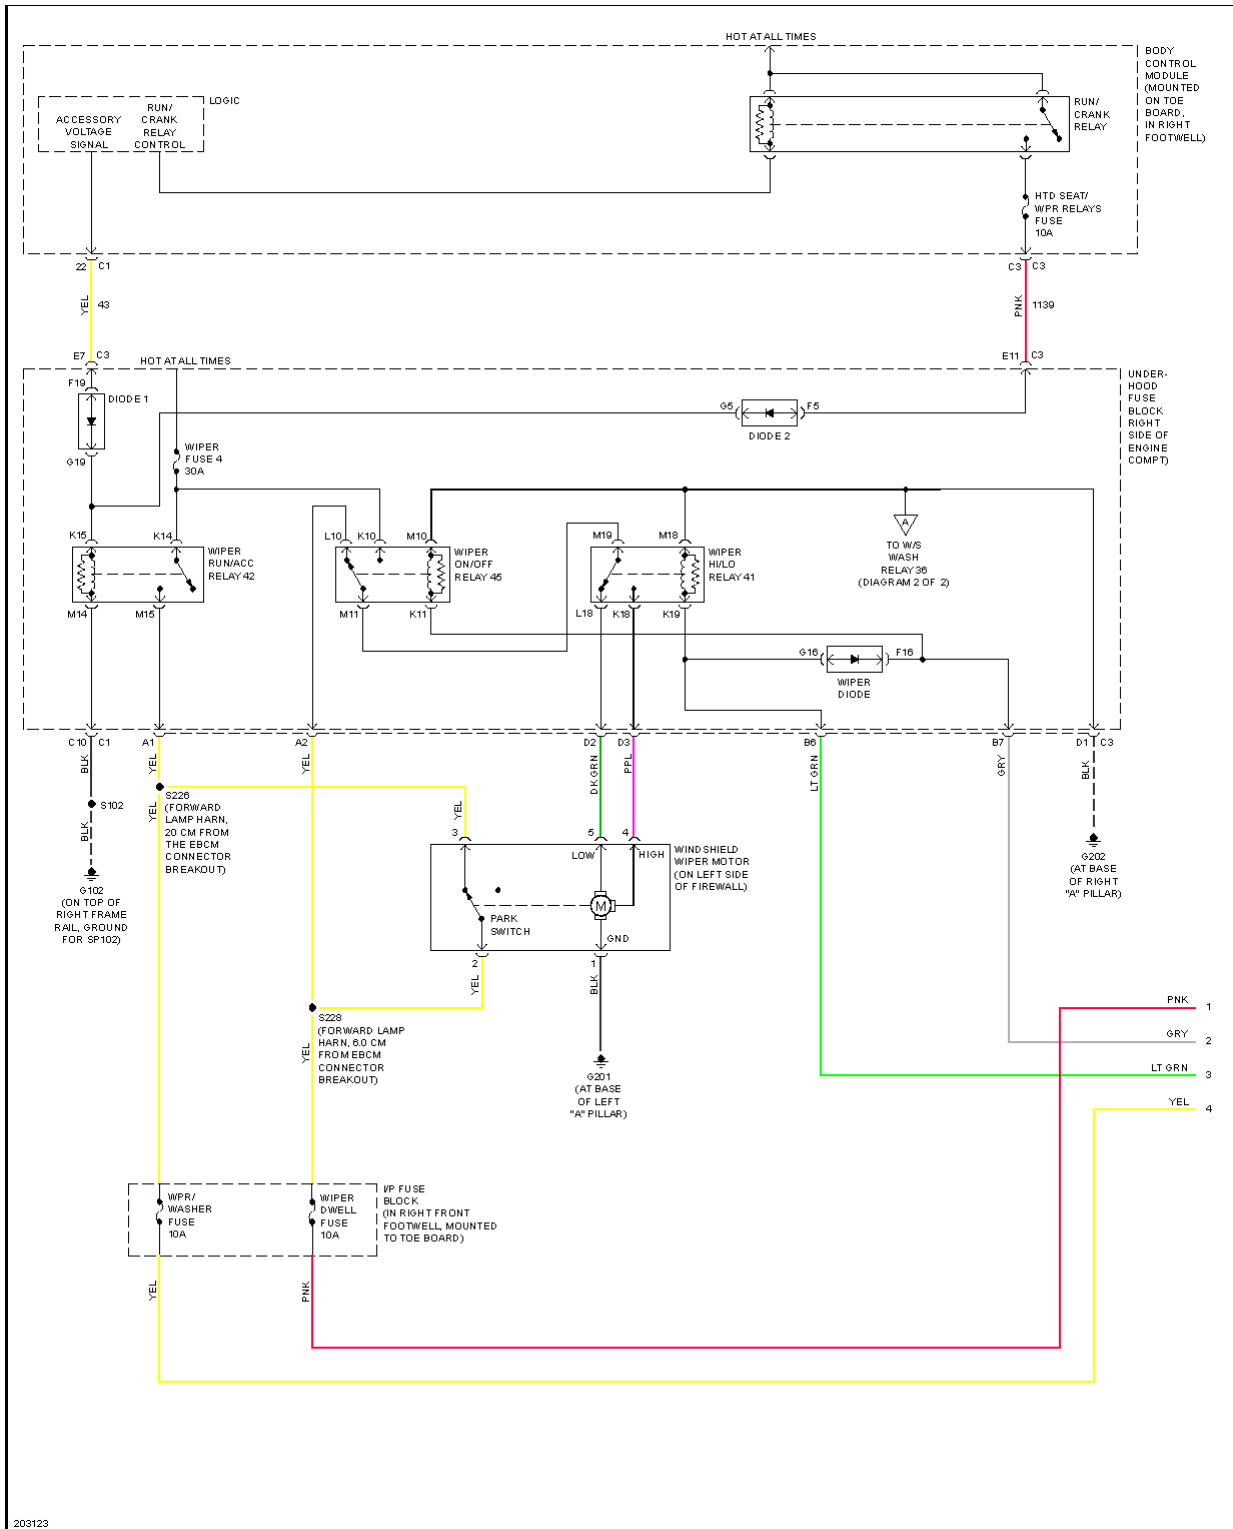 HOT AT ALL TIMES
BODY
CONTROL
MODULE
(MOUNTED
ON TOE
BOARD,
IN RIGHT
FOOTWELL)
LOGIC
ACCESSORY
VOLTAGE
SIGNAL
RUN/
CRANK
RELAY
CONTROL
RUN/
CRANK
RELAY
HTD SEAT/
WPR RELAYS
FUSE
10A
22 C1
C3 C3
YEL 43
PNK 1139
E7 C3
HOT AT ALL TIMES
E11 C3
UNDER-
HOOD
FUSE
BLOCK
RIGHT
SIDE OF
ENGINE
COMPT)
F19
DIODE 1
G19
G5 F5
DIODE 2
WIPER
FUSE 4
30A
K15 K14
WIPER
RUN/ACC
RELAY 42
M14 M15
L10 K10 M10
WIPER
ON/OFF
RELAY 45
M11 K11
M19 M18
WIPER
HI/LO
RELAY 41
L18 K18 K19
A
TO W/S
WASH
RELAY 36
(DIAGRAM 2 OF 2)
G16 F16
WIPER
DIODE
C10 C1 A1 A2 D2 D3 B6 B7 D1 C3
BLK YEL YEL DK GRN PPL LT GRN GRY BLK
S102
BLK
G102
(ON TOP OF
RIGHT FRAME
RAIL, GROUND
FOR SP102)
S226
(FORWARD
LAMP HARN,
20 CM FROM
THE EBCM
CONNECTOR
BREAKOUT)
YEL
YEL
3 5 4
LOW HIGH
WINDSHIELD
WIPER MOTOR
(ON LEFT SIDE
OF FIREWALL)
M
PARK
SWITCH
GND
2 1
YEL BLK
G202
(AT BASE
OF RIGHT
"A" PILLAR)
S228
(FORWARD LAMP
HARN, 6.0 CM
FROM EBCM
CONNECTOR
BREAKOUT)
YEL
G201
(AT BASE
OF LEFT
"A" PILLAR)
PNK 1
GRY 2
LT GRN 3
YEL 4
WPR/
WASHER
FUSE
10A
WIPER
DWELL
FUSE
10A
I/P FUSE
BLOCK
(IN RIGHT FRONT
FOOTWELL, MOUNTED
TO TOE BOARD)
YEL PNK
203123